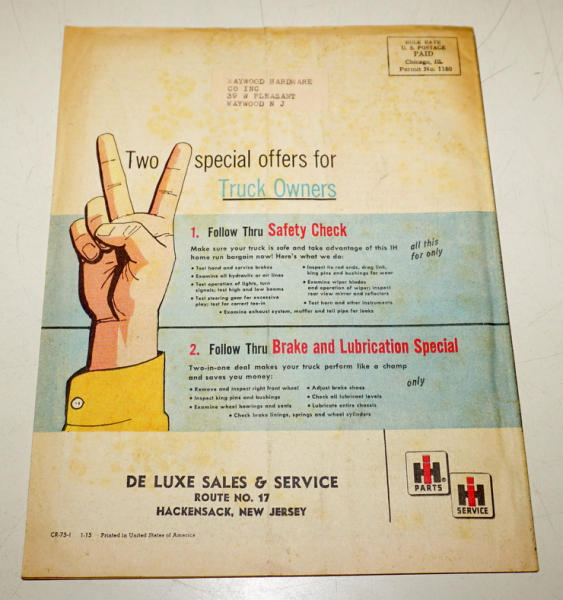 BULK RATE
U. S. POSTAGE
PAID
Chicago, Ill.
Permit No. 1180
MAYWOOD HARDWARE
CO INC
39 W PLEASANT
MAYWOOD N J
Two special offers for
Truck Owners
1. Follow Thru Safety Check
Make sure your truck is safe and take advantage of this IH
home run bargain now! Here's what we do:
all this
for only
• Test hand and service brakes
• Examine all hydraulic or air lines
• Test operation of lights, turn
signals; test high and low beams
• Test steering gear for excessive
play; test for correct toe-in
• Inspect tie rod ends, drag link,
king pins and bushings for wear
• Examine wiper blades
and operation of wiper; inspect
rear view mirror and reflectors
• Test horn and other instruments
• Examine exhaust system, muffler and tail pipe for leaks
2. Follow Thru Brake and Lubrication Special
Two-in-one deal makes your truck perform like a champ
and saves you money:
only
• Remove and inspect right front wheel
• Inspect king pins and bushings
• Examine wheel bearings and seals
• Adjust brake shoes
• Check all lubricant levels
• Lubricate entire chassis
• Check brake linings, springs and wheel cylinders
DE LUXE SALES & SERVICE
ROUTE NO. 17
HACKENSACK, NEW JERSEY
IH
PARTS
IH
SERVICE
CR-75-I 1-15 Printed in United States of America